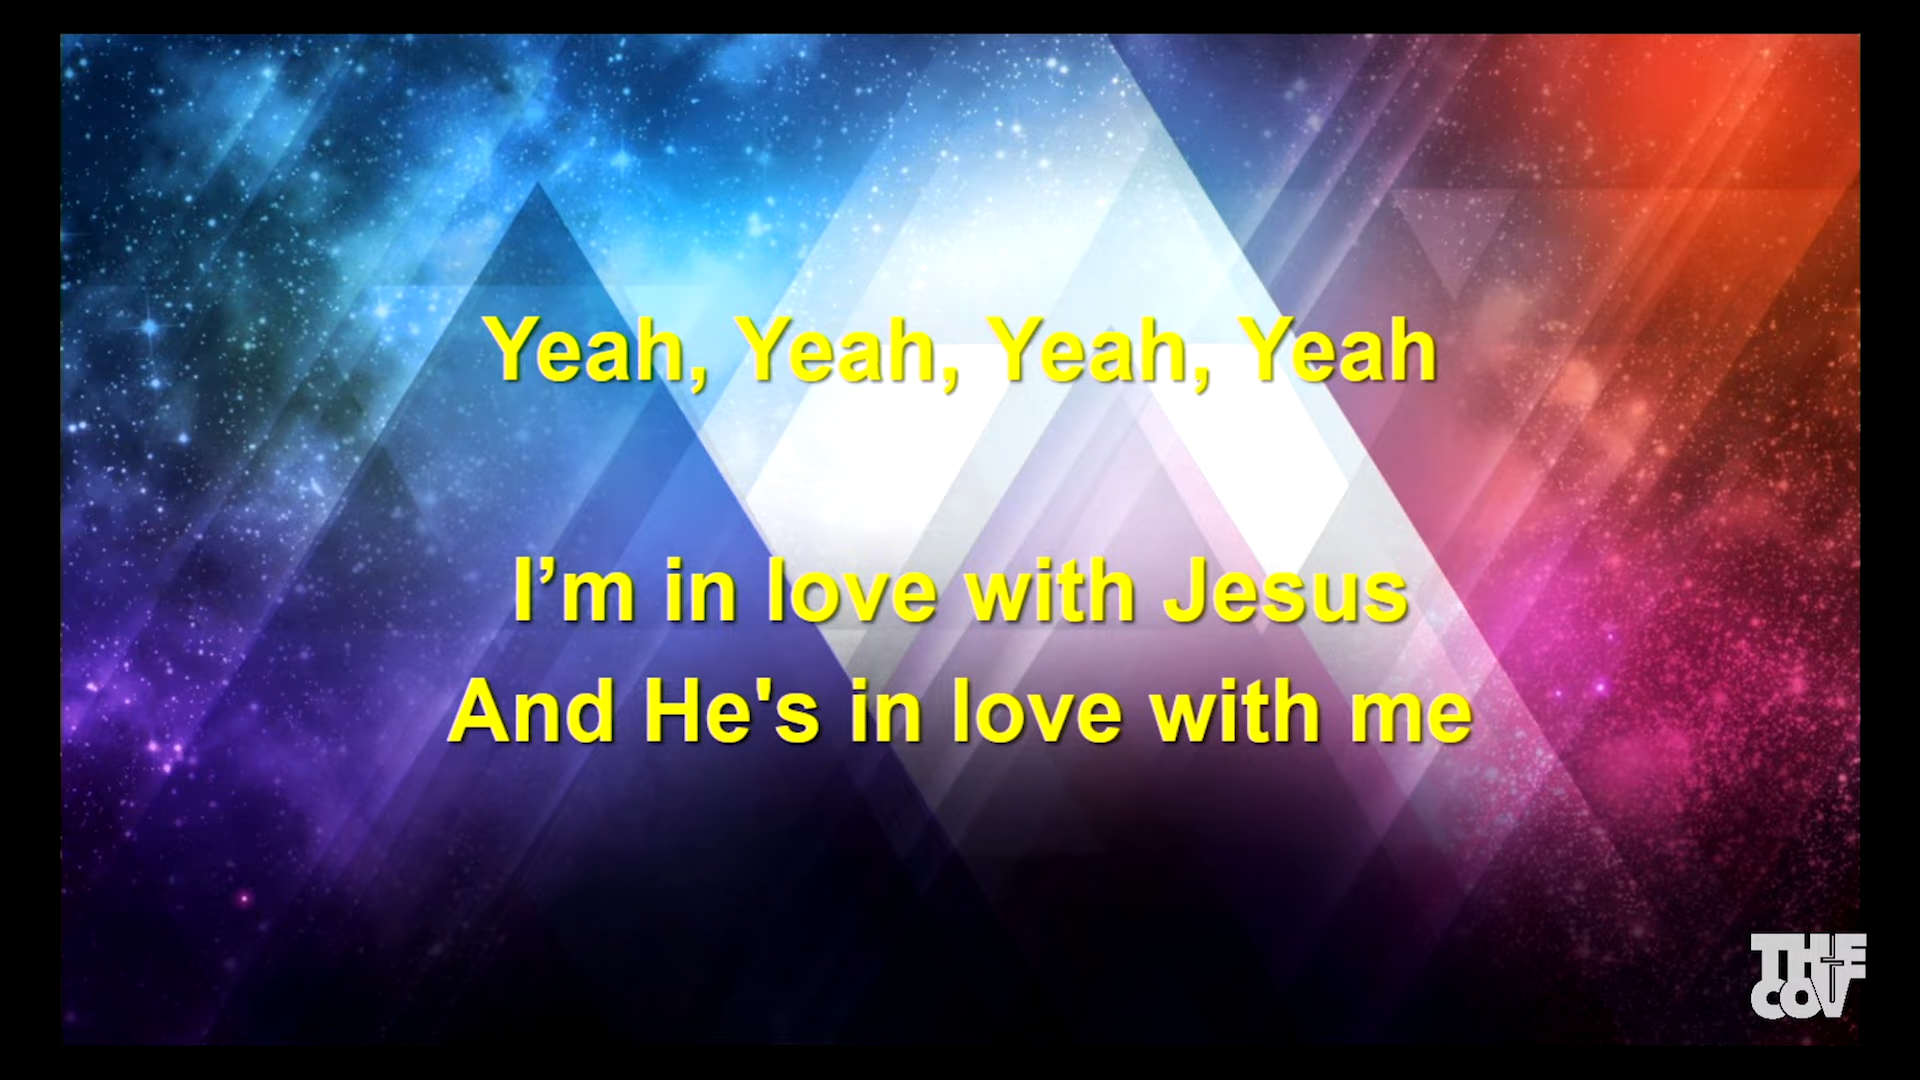 Yeah, Yeah, Yeah, Yeah
I’m in love with Jesus
And He's in love with me
THE
COV